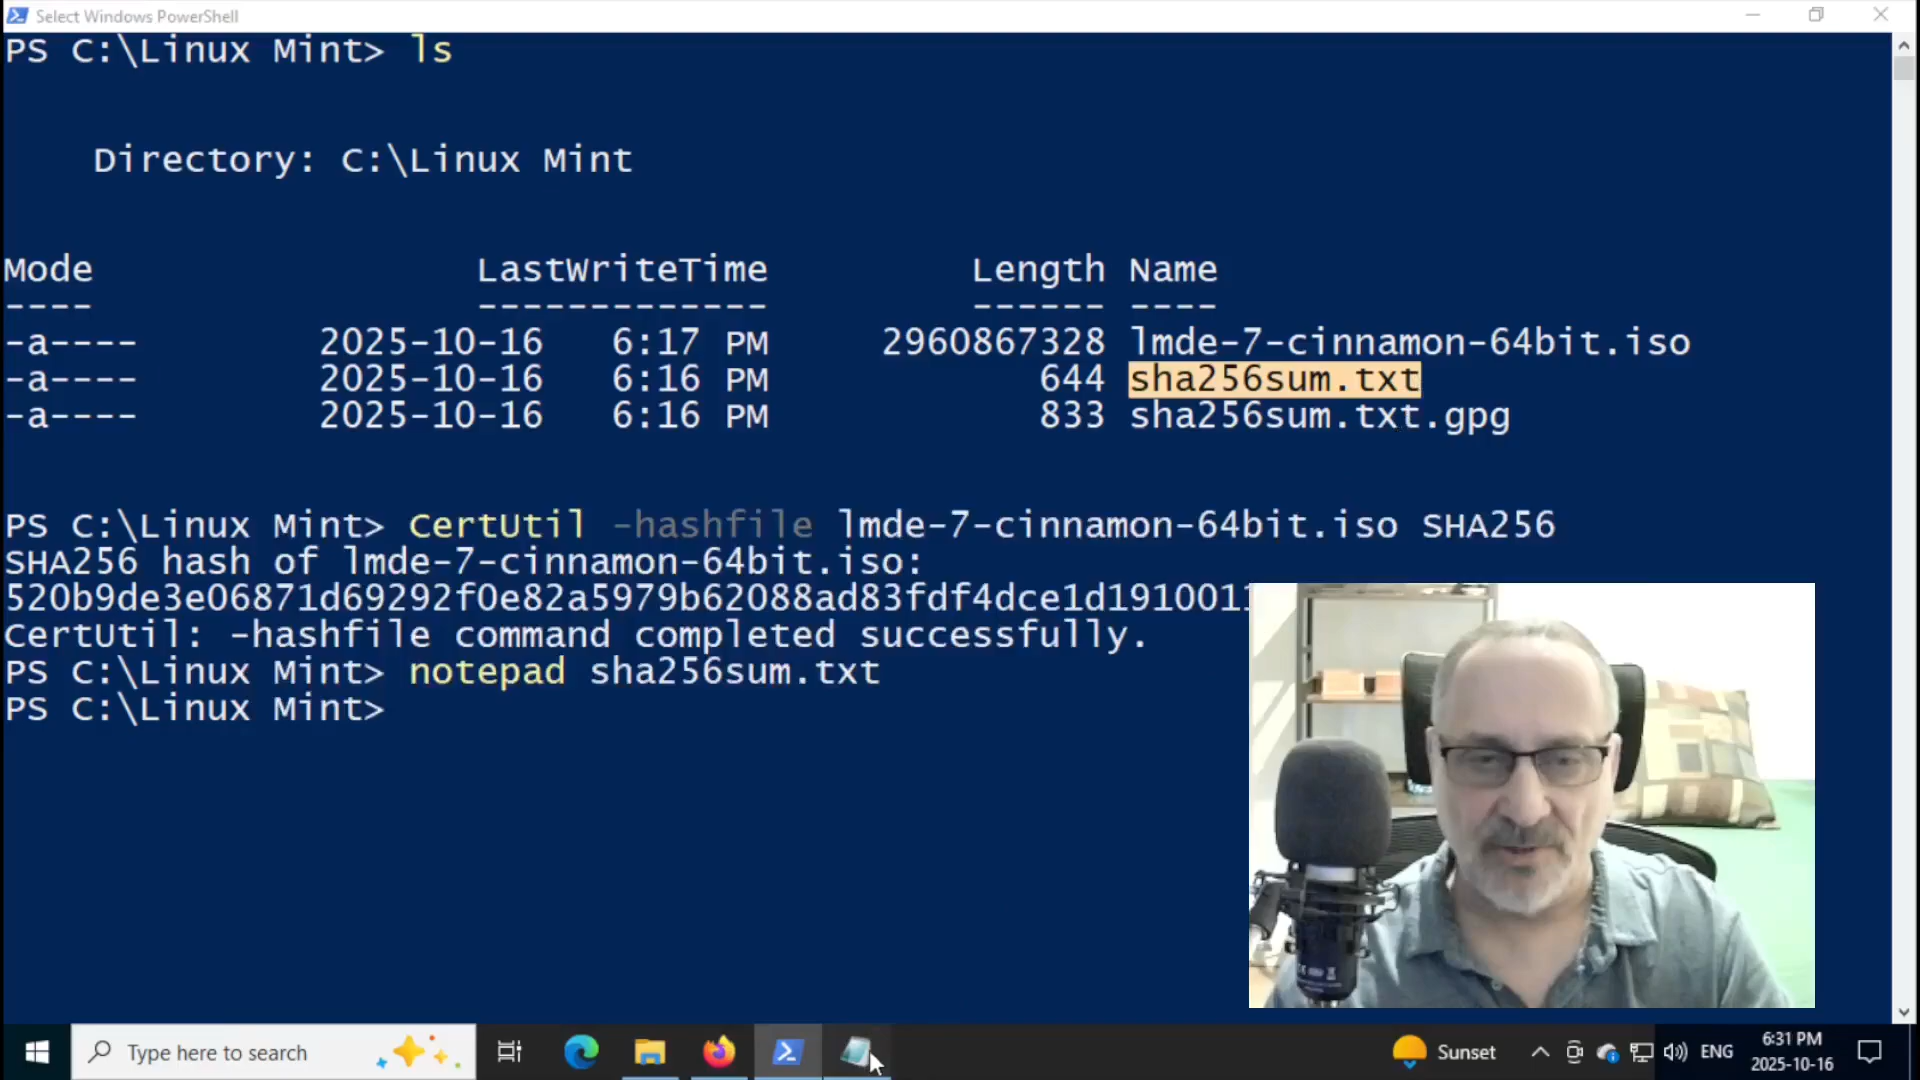 Select Windows PowerShell
PS C:\Linux Mint> ls
Directory: C:\Linux Mint
Mode LastWriteTime Length Name
---- ------------- ------ ----
-a---- 2025-10-16 6:17 PM 2960867328 lmde-7-cinnamon-64bit.iso
-a---- 2025-10-16 6:16 PM 644 sha256sum.txt
-a---- 2025-10-16 6:16 PM 833 sha256sum.txt.gpg
PS C:\Linux Mint> CertUtil -hashfile lmde-7-cinnamon-64bit.iso SHA256
SHA256 hash of lmde-7-cinnamon-64bit.iso:
520b9de3e06871d69292f0e82a5979b62088ad83fdf4dce1d1910011
CertUtil: -hashfile command completed successfully.
PS C:\Linux Mint> notepad sha256sum.txt
PS C:\Linux Mint>
Type here to search
Sunset
ENG
6:31 PM
2025-10-16